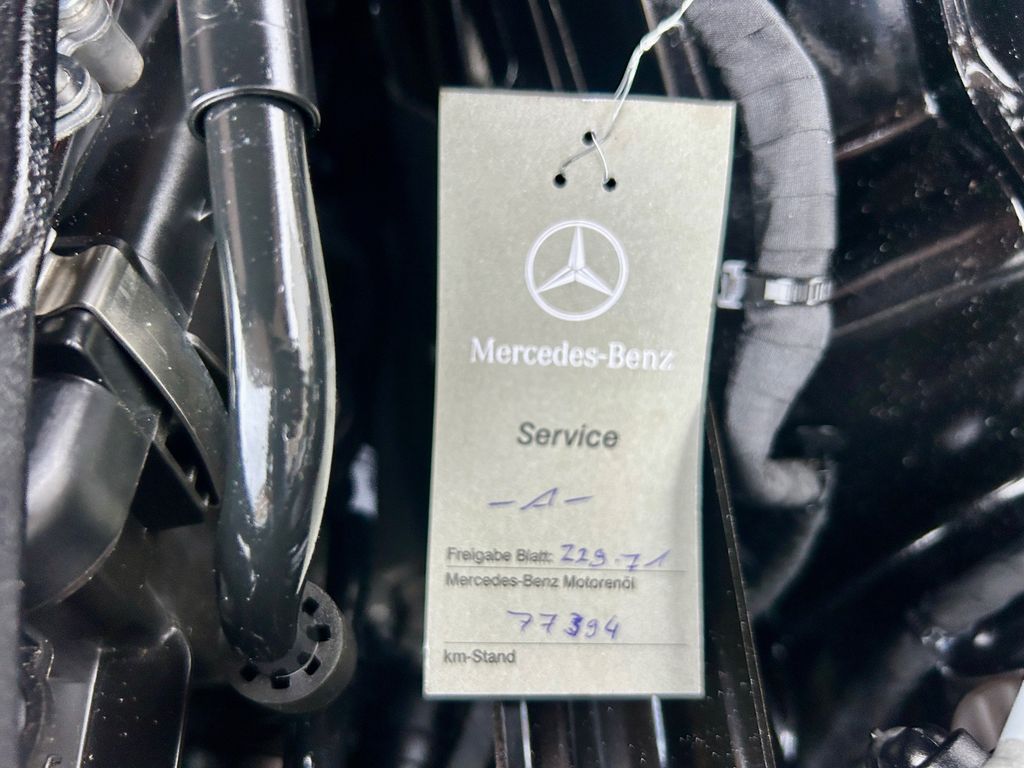 Mercedes-Benz
Service
-A-
Freigabe Blatt: 229.71
Mercedes-Benz Motorenöl
77394
km-Stand